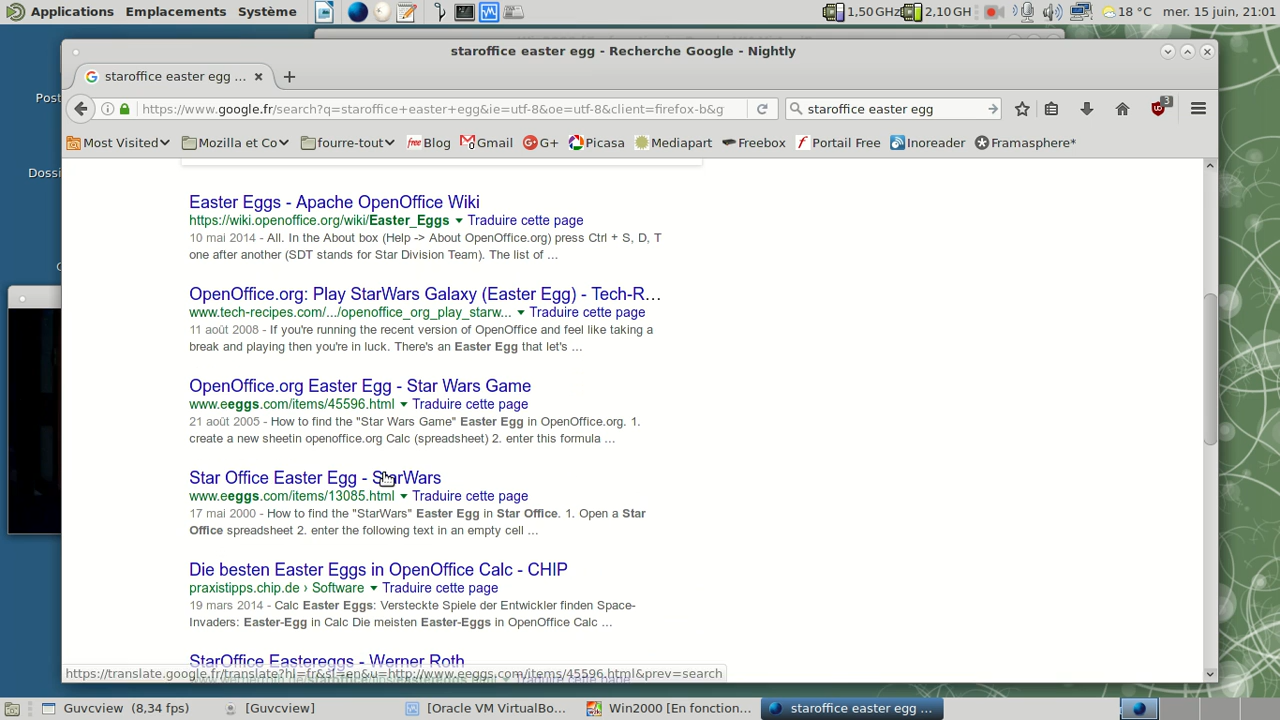 Applications Emplacements Système 1,50 GHz 2,10 GH 18 °C mer. 15 juin, 21:01
staroffice easter egg - Recherche Google - Nightly
staroffice easter egg ...
https://www.google.fr/search?q=staroffice+easter+egg&ie=utf-8&oe=utf-8&client=firefox-b&g staroffice easter egg 3
Most Visited Mozilla et Co fourre-tout free Blog Gmail G+ Picasa Mediapart Freebox Portail Free Inoreader Framasphere*
Post
Dossi
Easter Eggs - Apache OpenOffice Wiki
https://wiki.openoffice.org/wiki/Easter_Eggs Traduire cette page
10 mai 2014 - All. In the About box (Help -> About OpenOffice.org) press Ctrl + S, D, T
one after another (SDT stands for Star Division Team). The list of ...
OpenOffice.org: Play StarWars Galaxy (Easter Egg) - Tech-R...
www.tech-recipes.com/.../openoffice_org_play_starw... Traduire cette page
11 août 2008 - If you're running the recent version of OpenOffice and feel like taking a
break and playing then you're in luck. There's an Easter Egg that let's ...
OpenOffice.org Easter Egg - Star Wars Game
www.eeggs.com/items/45596.html Traduire cette page
21 août 2005 - How to find the "Star Wars Game" Easter Egg in OpenOffice.org. 1.
create a new sheetin openoffice.org Calc (spreadsheet) 2. enter this formula ...
Star Office Easter Egg - StarWars
www.eeggs.com/items/13085.html Traduire cette page
17 mai 2000 - How to find the "StarWars" Easter Egg in Star Office. 1. Open a Star
Office spreadsheet 2. enter the following text in an empty cell ...
Die besten Easter Eggs in OpenOffice Calc - CHIP
praxistipps.chip.de › Software Traduire cette page
19 mars 2014 - Calc Easter Eggs: Versteckte Spiele der Entwickler finden Space-
Invaders: Easter-Egg in Calc Die meisten Easter-Eggs in OpenOffice Calc ...
StarOffice Eastereggs - Werner Roth
https://translate.google.fr/translate?hl=fr&sl=en&u=http://www.eeggs.com/items/45596.html&prev=search
Guvcview (8,34 fps) [Guvcview] [Oracle VM VirtualBo... Win2000 [En fonction... staroffice easter egg ...